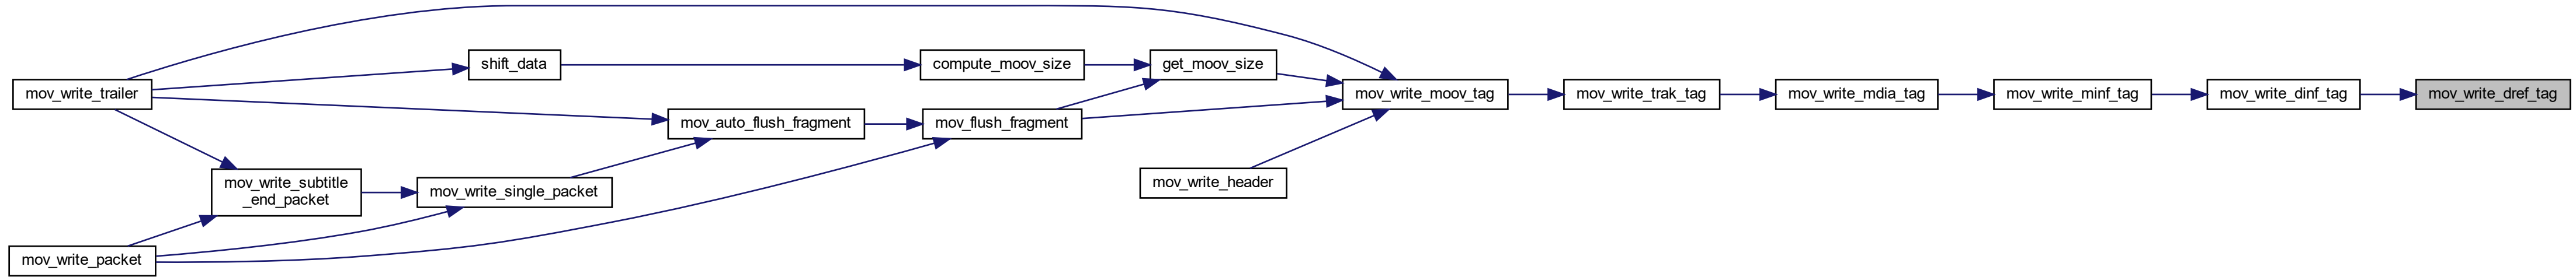 mov_write_trailer
shift_data
compute_moov_size
get_moov_size
mov_write_moov_tag
mov_write_trak_tag
mov_write_mdia_tag
mov_write_minf_tag
mov_write_dinf_tag
mov_write_dref_tag
mov_auto_flush_fragment
mov_flush_fragment
mov_write_header
mov_write_subtitle
_end_packet
mov_write_single_packet
mov_write_packet